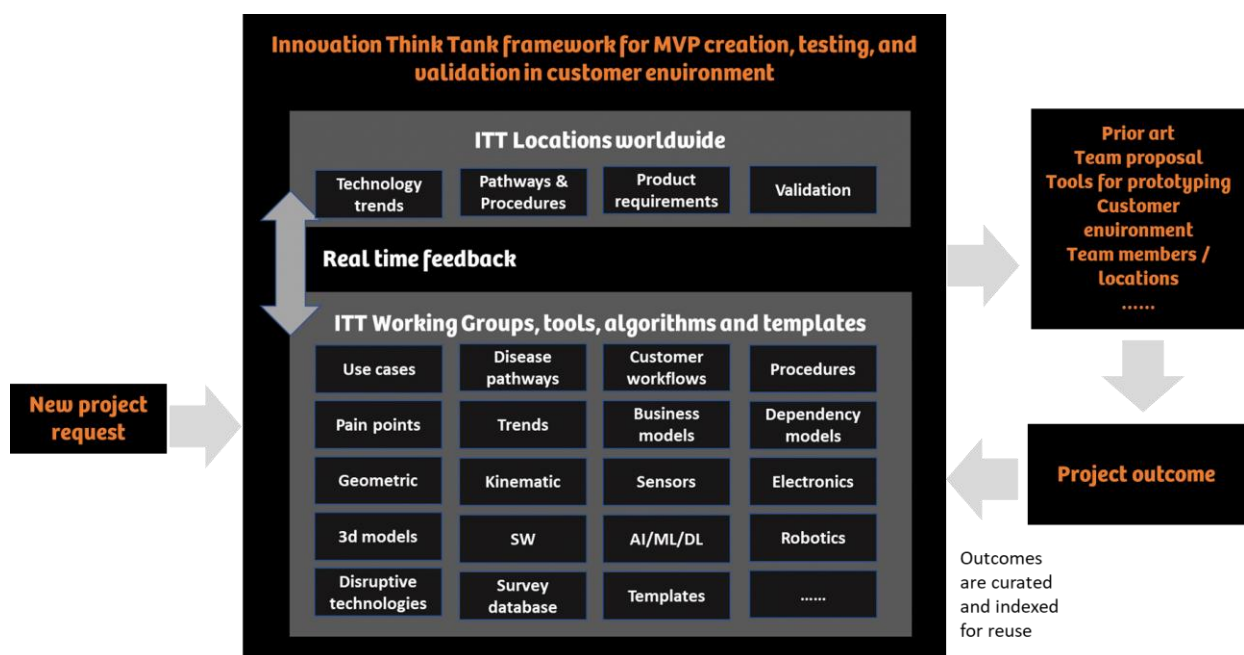 Innovation Think Tank framework for MVP creation, testing, and
validation in customer environment
ITT Locations worldwide
Technology
trends
Pathways &
Procedures
Product
requirements
Validation
Real time feedback
ITT Working Groups, tools, algorithms and templates
Use cases
Disease
pathways
Customer
workflows
Procedures
Pain points
Trends
Business
models
Dependency
models
Geometric
Kinematic
Sensors
Electronics
3d models
SW
AI/ML/DL
Robotics
Disruptive
technologies
Survey
database
Templates
......
New project
request
Prior art
Team proposal
Tools for prototyping
Customer
environment
Team members /
locations
......
Project outcome
Outcomes
are curated
and indexed
for reuse